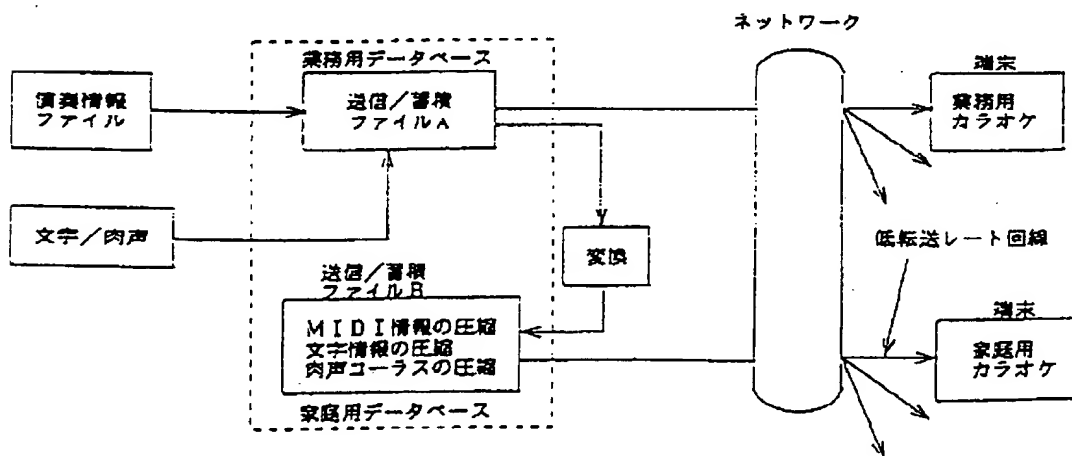 ネットワーク
業務用データベース
演奏情報
ファイル
送信/蓄積
ファイルA
端末
業務用
カラオケ
文字/肉声
変換
低転送レート回線
送信/蓄積
ファイルB
MIDI情報の圧縮
文字情報の圧縮
肉声コーラスの圧縮
家庭用データベース
端末
家庭用
カラオケ